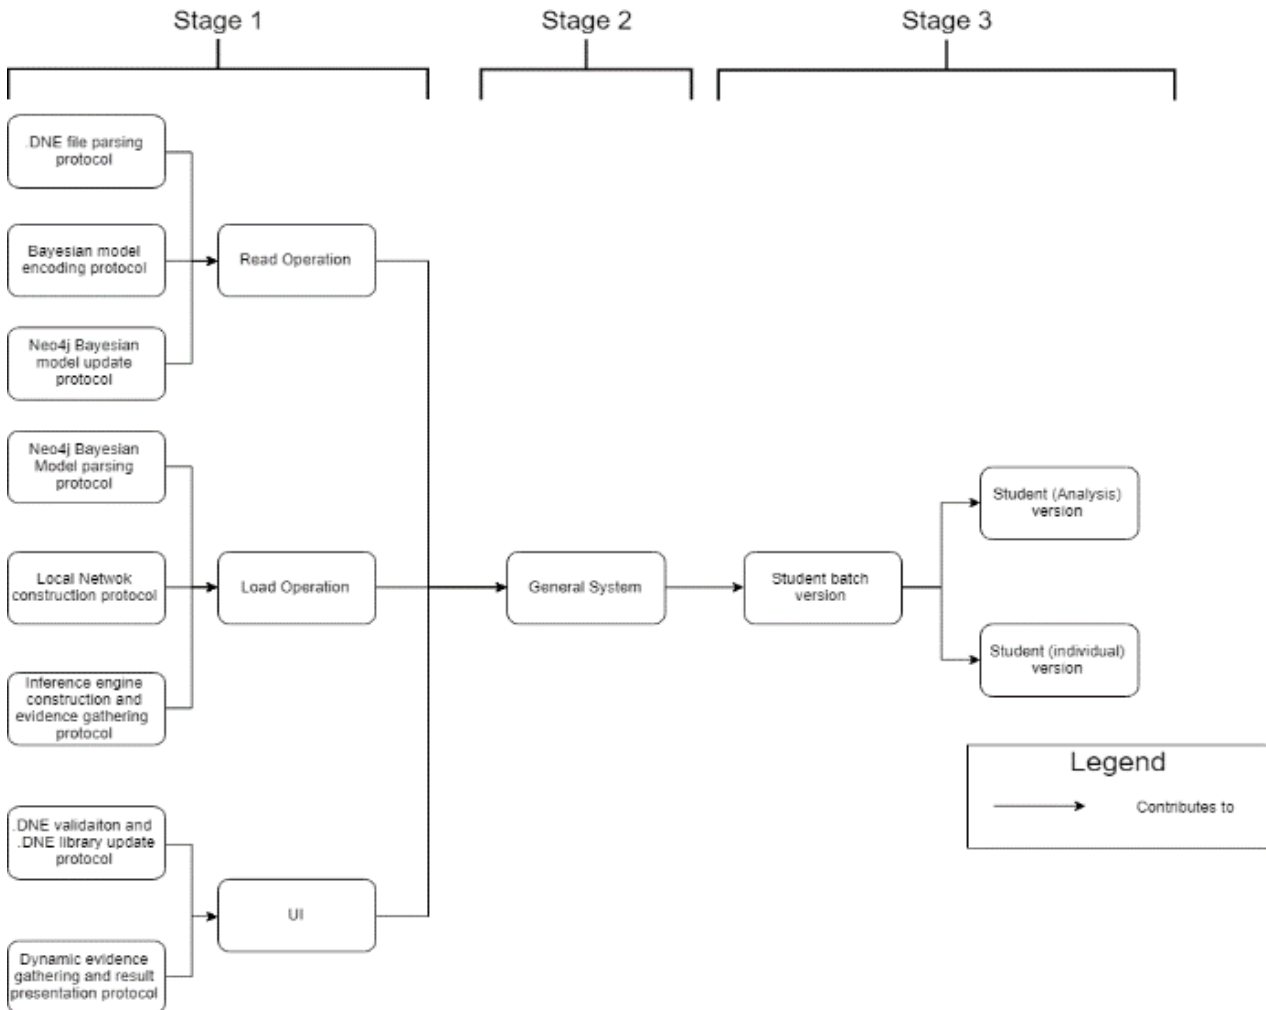 Stage 1
Stage 2
Stage 3
.DNE file parsing
protocol
Bayesian model
encoding protocol
Read Operation
Neo4j Bayesian
model update
protocol
Neo4j Bayesian
Model parsing
protocol
Local Netwok
construction protocol
Load Operation
General System
Student batch
version
Student (Analysis)
version
Student (individual)
version
Inference engine
construction and
evidence gathering
protocol
Legend
Contributes to
.DNE validaiton and
.DNE library update
protocol
UI
Dynamic evidence
gathering and result
presentation protocol